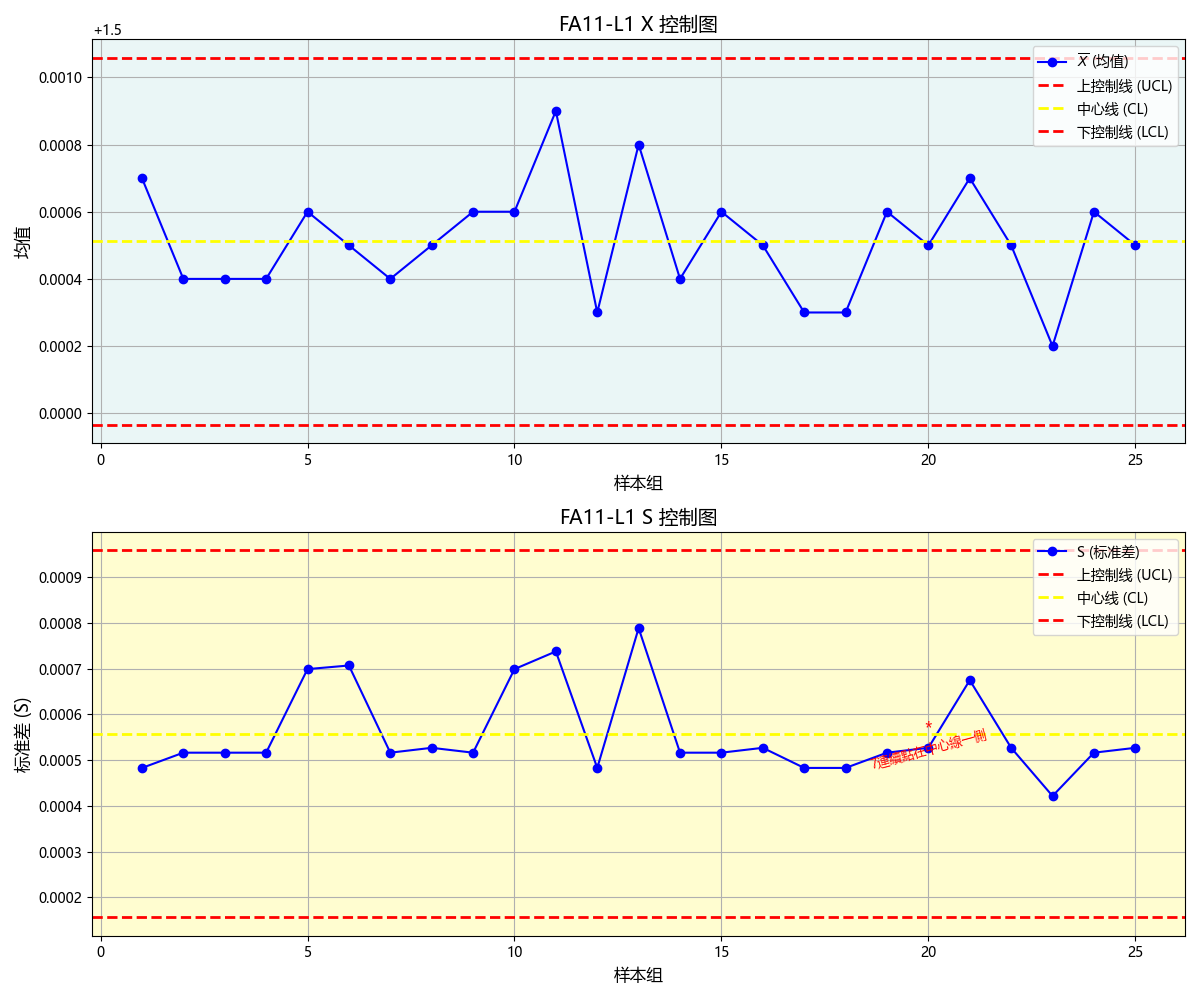 FA11-L1 X 控制图
+1.5
0.0010
0.0008
0.0006
0.0004
0.0002
0.0000
均值
X (均值)
上控制线 (UCL)
中心线 (CL)
下控制线 (LCL)
0 5 10 15 20 25
样本组
FA11-L1 S 控制图
0.0009
0.0008
0.0007
0.0006
0.0005
0.0004
0.0003
0.0002
标准差 (S)
S (标准差)
上控制线 (UCL)
中心线 (CL)
下控制线 (LCL)
*
連續點在中心線一側
0 5 10 15 20 25
样本组